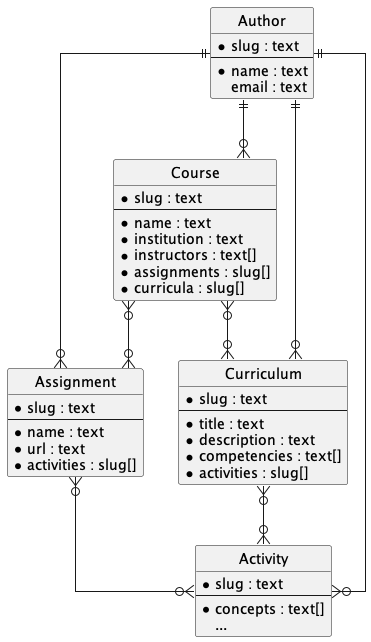 Author
slug : text
name : text
email : text
Course
slug : text
name : text
institution : text
instructors : text[]
assignments : slug[]
curricula : slug[]
Assignment
slug : text
name : text
url : text
activities : slug[]
Curriculum
slug : text
title : text
description : text
competencies : text[]
activities : slug[]
Activity
slug : text
concepts : text[]
...